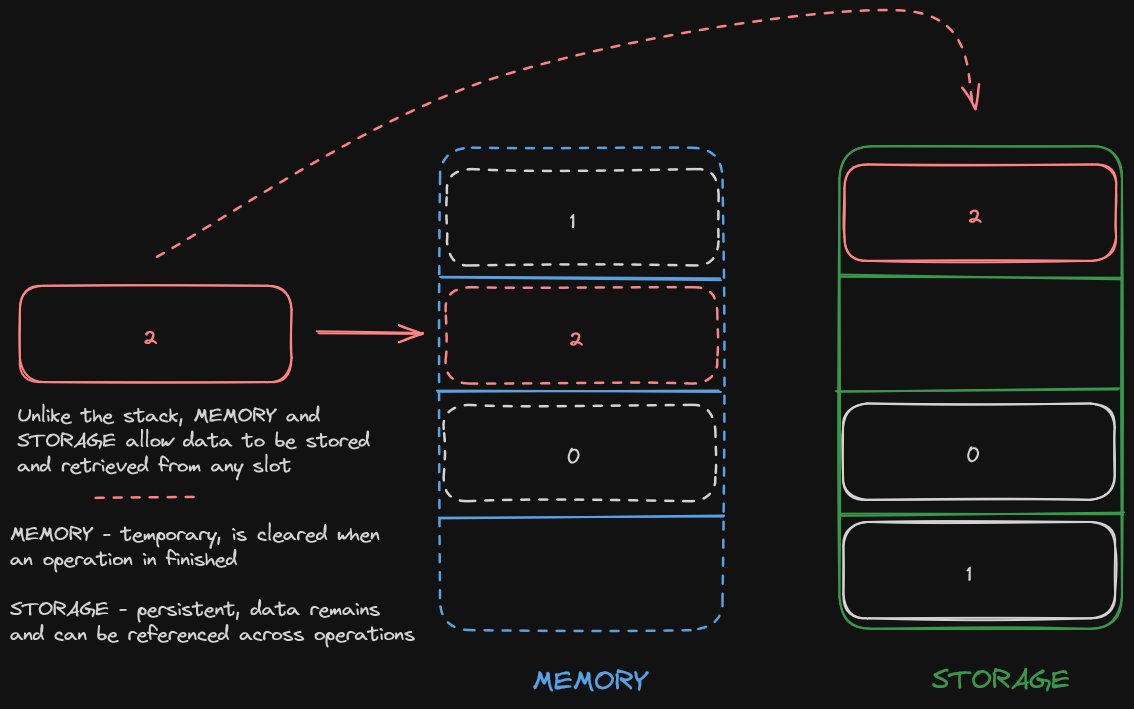 2
Unlike the stack, MEMORY and
STORAGE allow data to be stored
and retrieved from any slot
MEMORY - temporary, is cleared when
an operation in finished
STORAGE - persistent, data remains
and can be referenced across operations
1
2
0
MEMORY
2
0
1
STORAGE